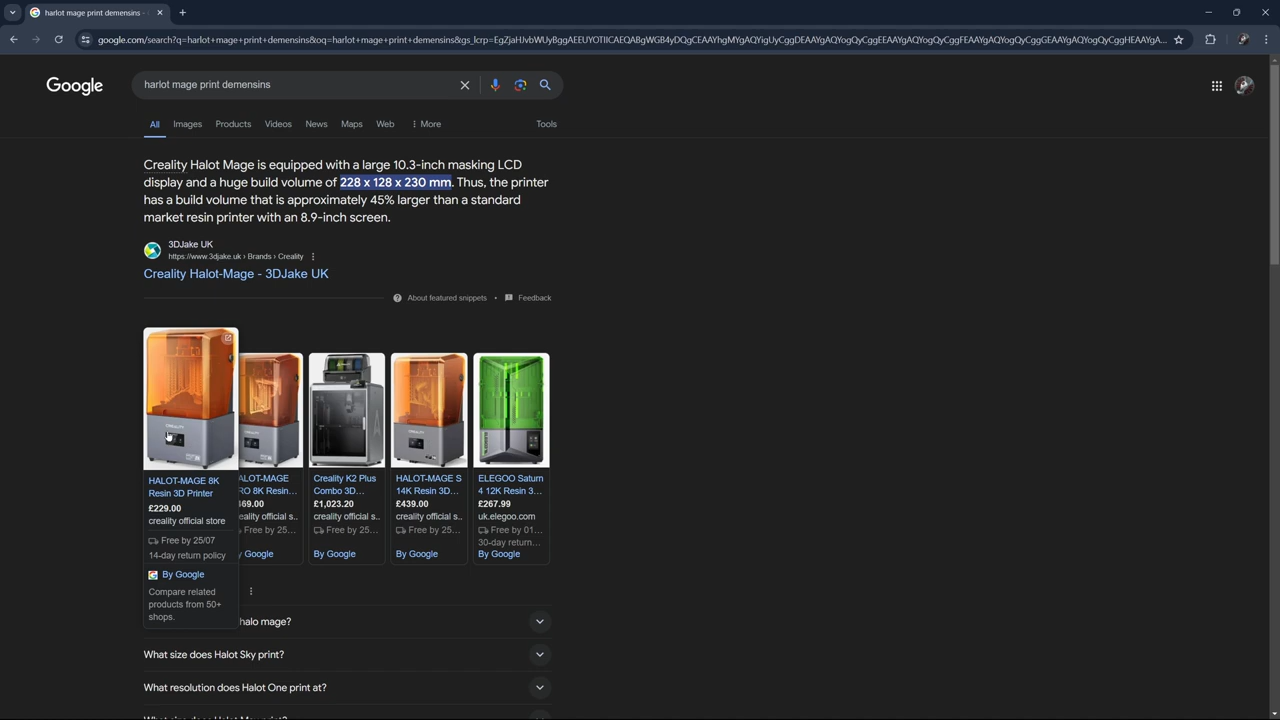 harlot mage print demensins - 
google.com/search?q=harlot+mage+print+demensins&oq=harlot+mage+print+demensins&gs_lcrp=EgZjaHJvbWUyBggAEEUYOTIICAEQABgWGB4yDQgCEAAYhgMYgAQYigUyCggDEAAYgAQYogQyCggEEAAYgAQYogQyCggFEAAYgAQYogQyCggGEAAYgAQYogQyCggHEAAYgA...
Google
harlot mage print demensins
All Images Products Videos News Maps Web More Tools
Creality Halot Mage is equipped with a large 10.3-inch masking LCD
display and a huge build volume of 228 x 128 x 230 mm. Thus, the printer
has a build volume that is approximately 45% larger than a standard
market resin printer with an 8.9-inch screen.
3DJake UK
https://www.3djake.uk › Brands › Creality
Creality Halot-Mage - 3DJake UK
About featured snippets • Feedback
HALOT-MAGE 8K
Resin 3D Printer
£229.00
creality official store
Free by 25/07
14-day return policy
By Google
Compare related
products from 50+
shops.
ALOT-MAGE
RO 8K Resin...
69.00
eality official s..
Free by 25...
y Google
Creality K2 Plus
Combo 3D...
£1,023.20
creality official s..
Free by 25...
By Google
HALOT-MAGE S
14K Resin 3D...
£439.00
creality official s..
Free by 25...
By Google
ELEGOO Saturn
4 12K Resin 3...
£267.99
uk.elegoo.com
Free by 01...
30-day return...
By Google
halo mage?
What size does Halot Sky print?
What resolution does Halot One print at?